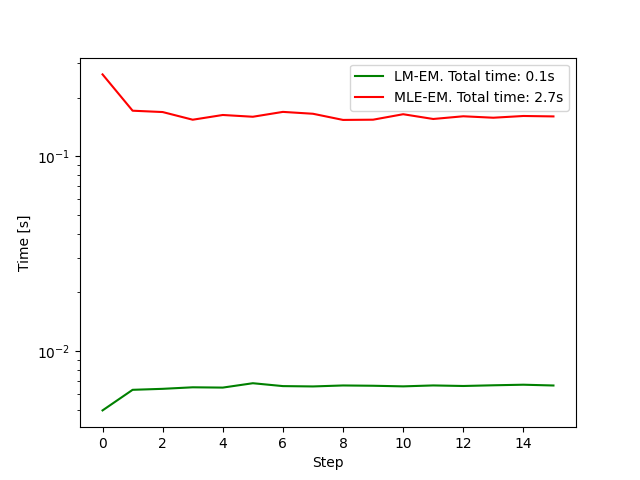 LM-EM. Total time: 0.1s
MLE-EM. Total time: 2.7s
Time [s]
10⁻¹
10⁻²
0 2 4 6 8 10 12 14
Step